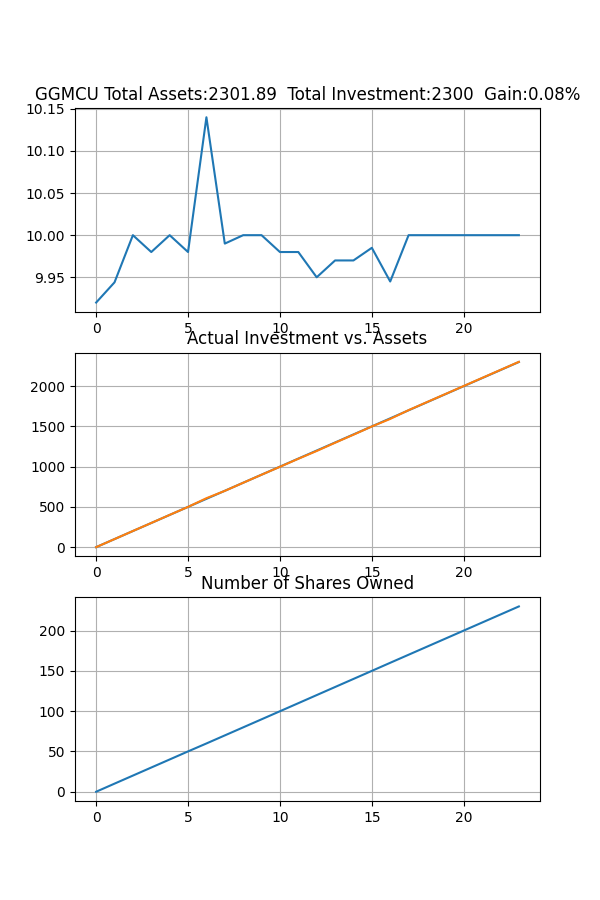 GGMCU Total Assets:2301.89  Total Investment:2300  Gain:0.08%
10.15
10.10
10.05
10.00
9.95
0 5 10 15 20
Actual Investment vs. Assets
2000
1500
1000
500
0
0 5 10 15 20
Number of Shares Owned
200
150
100
50
0
0 5 10 15 20